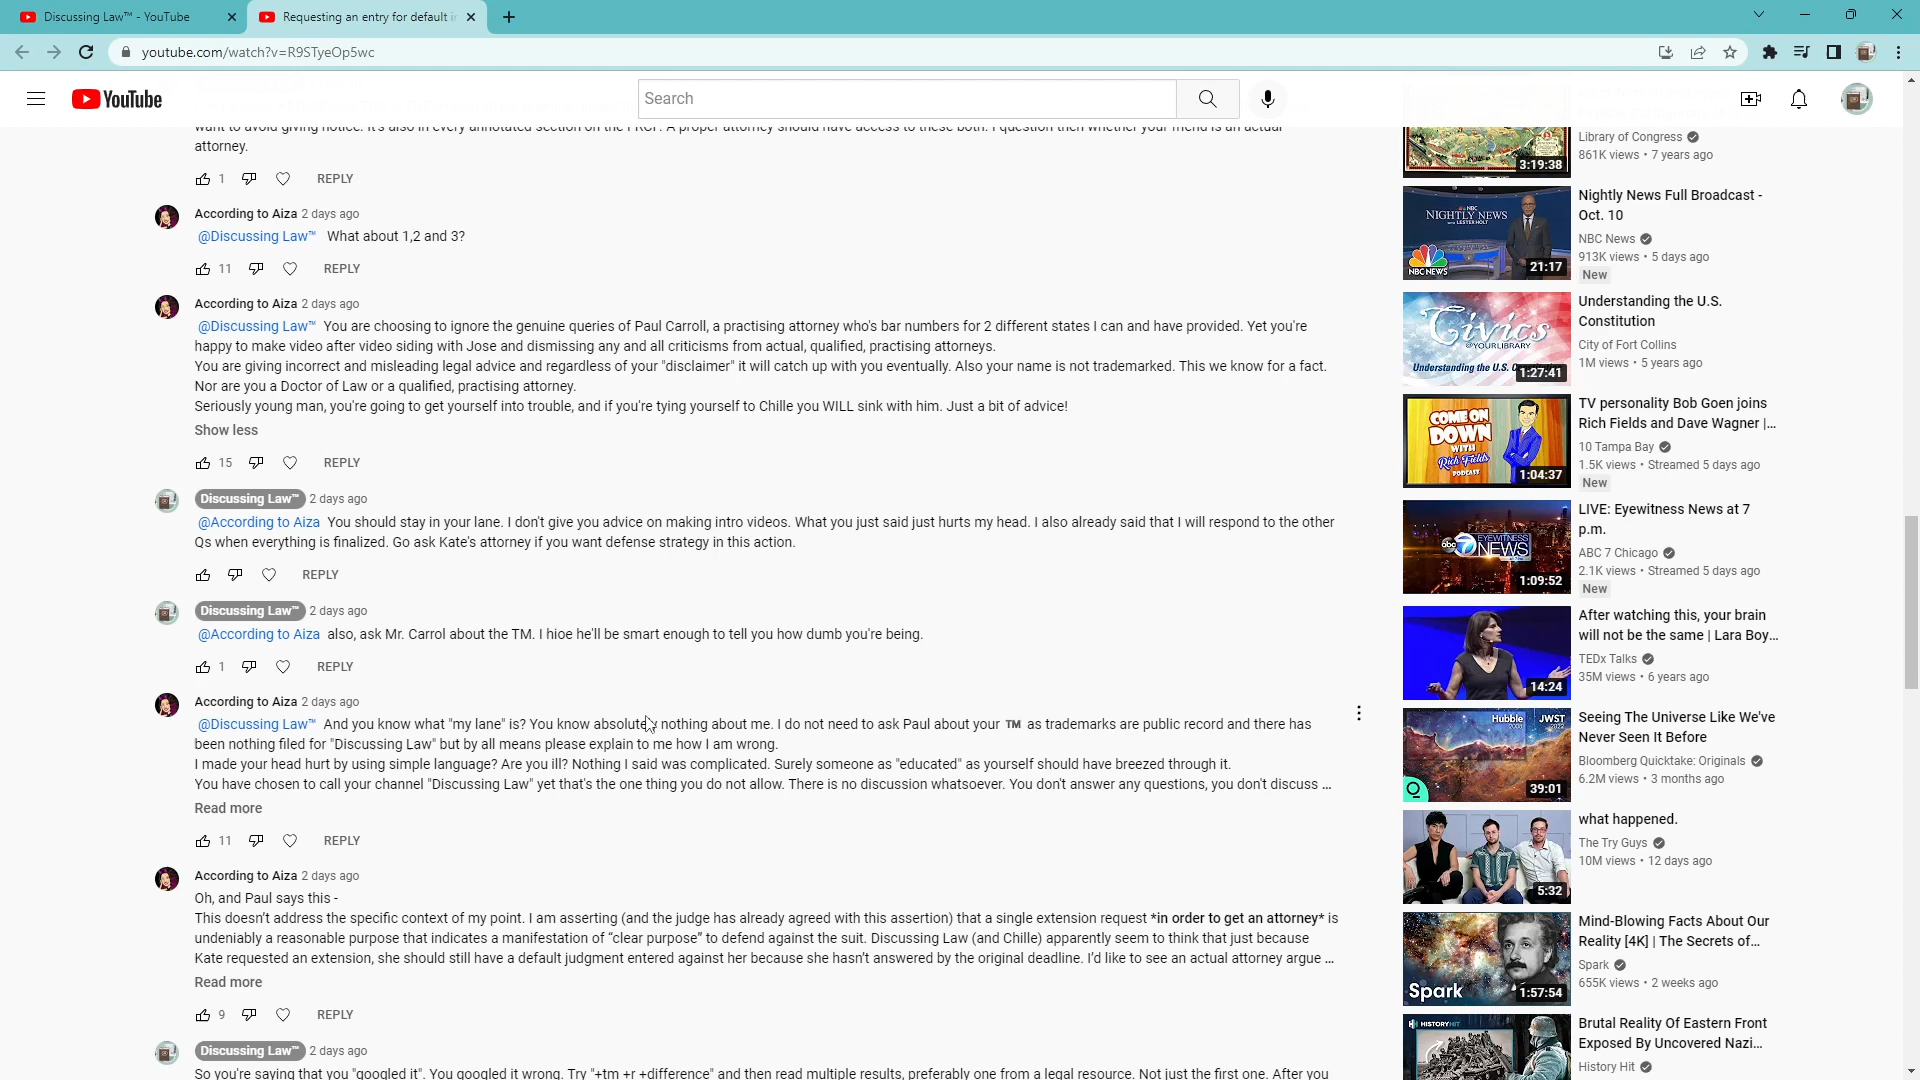 Discussing Law™ - YouTube
Requesting an entry for default i
youtube.com/watch?v=R9STyeOp5wc
YouTube
Search
want to avoid giving notice. It's also in every annotated section on the FRCP. A proper attorney should have access to these both. I question then whether your friend is an actual
attorney.
1 REPLY
According to Aiza 2 days ago
@Discussing Law™ What about 1,2 and 3?
11 REPLY
According to Aiza 2 days ago
@Discussing Law™ You are choosing to ignore the genuine queries of Paul Carroll, a practising attorney who's bar numbers for 2 different states I can and have provided. Yet you're
happy to make video after video siding with Jose and dismissing any and all criticisms from actual, qualified, practising attorneys.
You are giving incorrect and misleading legal advice and regardless of your "disclaimer" it will catch up with you eventually. Also your name is not trademarked. This we know for a fact.
Nor are you a Doctor of Law or a qualified, practising attorney.
Seriously young man, you're going to get yourself into trouble, and if you're tying yourself to Chille you WILL sink with him. Just a bit of advice!
Show less
15 REPLY
Discussing Law™ 2 days ago
@According to Aiza You should stay in your lane. I don't give you advice on making intro videos. What you just said just hurts my head. I also already said that I will respond to the other
Qs when everything is finalized. Go ask Kate's attorney if you want defense strategy in this action.
REPLY
Discussing Law™ 2 days ago
@According to Aiza also, ask Mr. Carrol about the TM. I hioe he'll be smart enough to tell you how dumb you're being.
1 REPLY
According to Aiza 2 days ago
@Discussing Law™ And you know what "my lane" is? You know absolutely nothing about me. I do not need to ask Paul about your ™ as trademarks are public record and there has
been nothing filed for "Discussing Law" but by all means please explain to me how I am wrong.
I made your head hurt by using simple language? Are you ill? Nothing I said was complicated. Surely someone as "educated" as yourself should have breezed through it.
You have chosen to call your channel "Discussing Law" yet that's the one thing you do not allow. There is no discussion whatsoever. You don't answer any questions, you don't discuss ...
Read more
11 REPLY
According to Aiza 2 days ago
Oh, and Paul says this -
This doesn't address the specific context of my point. I am asserting (and the judge has already agreed with this assertion) that a single extension request *in order to get an attorney* is
undeniably a reasonable purpose that indicates a manifestation of “clear purpose” to defend against the suit. Discussing Law (and Chille) apparently seem to think that just because
Kate requested an extension, she should still have a default judgment entered against her because she hasn't answered by the original deadline. I'd like to see an actual attorney argue ...
Read more
9 REPLY
Discussing Law™ 2 days ago
So you're saying that you "googled it". You googled it wrong. Try "+tm +r +difference" and then read multiple results, preferably one from a legal resource. Not just the first one. After you
3:19:38
Library of Congress
861K views • 7 years ago
NBC NIGHTLY NEWS WITH LESTER HOLT
NBC NEWS
21:17
Nightly News Full Broadcast -
Oct. 10
NBC News
913K views • 5 days ago
New
Civics
@YOURLIBRARY
Understanding the U.S. C
1:27:41
Understanding the U.S.
Constitution
City of Fort Collins
1M views • 5 years ago
COME ON
DOWN
WITH
Rich Fields
PODCAST
1:04:37
TV personality Bob Goen joins
Rich Fields and Dave Wagner |...
10 Tampa Bay
1.5K views • Streamed 5 days ago
New
abc 7 EYEWITNESS
NEWS
1:09:52
LIVE: Eyewitness News at 7
p.m.
ABC 7 Chicago
2.1K views • Streamed 5 days ago
New
14:24
After watching this, your brain
will not be the same | Lara Boy...
TEDx Talks
35M views • 6 years ago
Hubble JWST
39:01
Seeing The Universe Like We've
Never Seen It Before
Bloomberg Quicktake: Originals
6.2M views • 3 months ago
5:32
what happened.
The Try Guys
10M views • 12 days ago
Spark
1:57:54
Mind-Blowing Facts About Our
Reality [4K] | The Secrets of...
Spark
655K views • 2 weeks ago
HISTORY HIT
Brutal Reality Of Eastern Front
Exposed By Uncovered Nazi...
History Hit